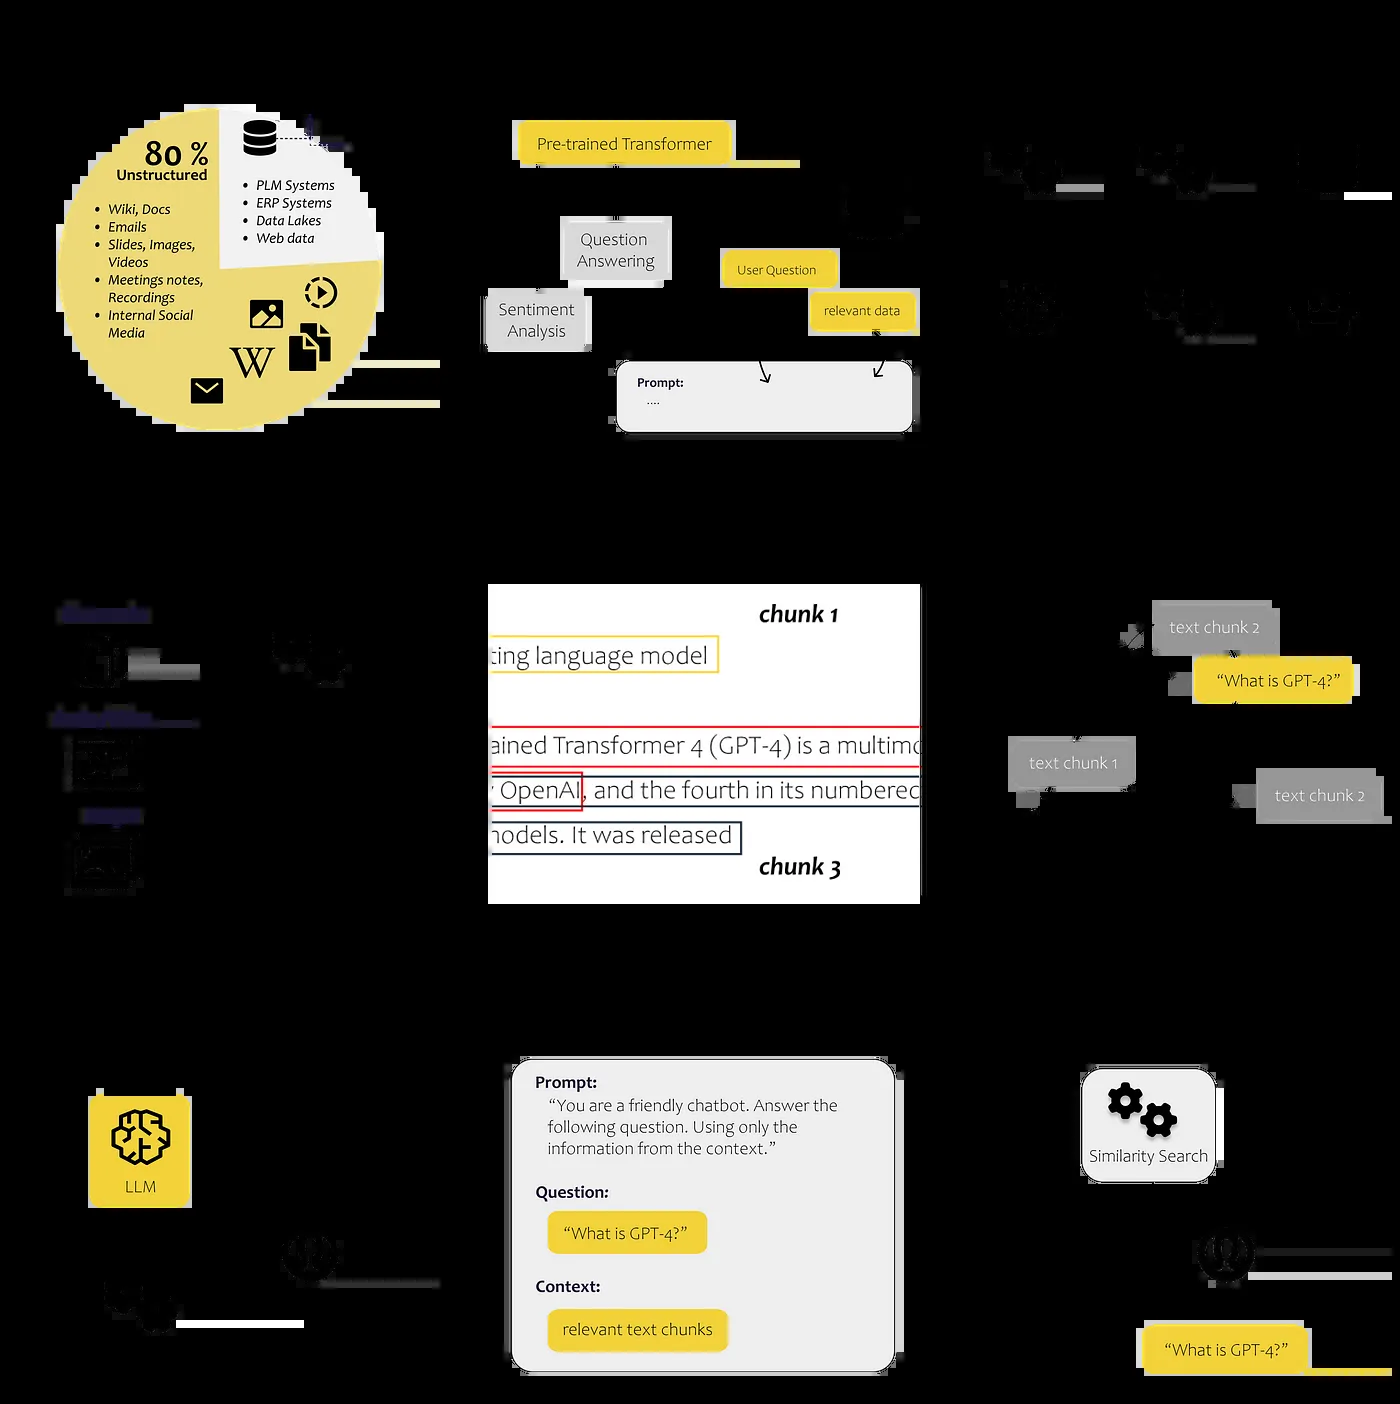 80 %
Unstructured
• Wiki, Docs
• Emails
• Slides, Images,
Videos
• Meetings notes,
Recordings
• Internal Social
Media
• PLM Systems
• ERP Systems
• Data Lakes
• Web data
W
Pre-trained Transformer
Question
Answering
Sentiment
Analysis
User Question
relevant data
Prompt:
....
chunk 1
ting language model
ained Transformer 4 (GPT-4) is a multimo
OpenAI, and the fourth in its numbered
models. It was released
chunk 3
text chunk 2
“What is GPT-4?”
text chunk 1
text chunk 2
LLM
Prompt:
“You are a friendly chatbot. Answer the
following question. Using only the
information from the context.”
Question:
“What is GPT-4?”
Context:
relevant text chunks
Similarity Search
“What is GPT-4?”